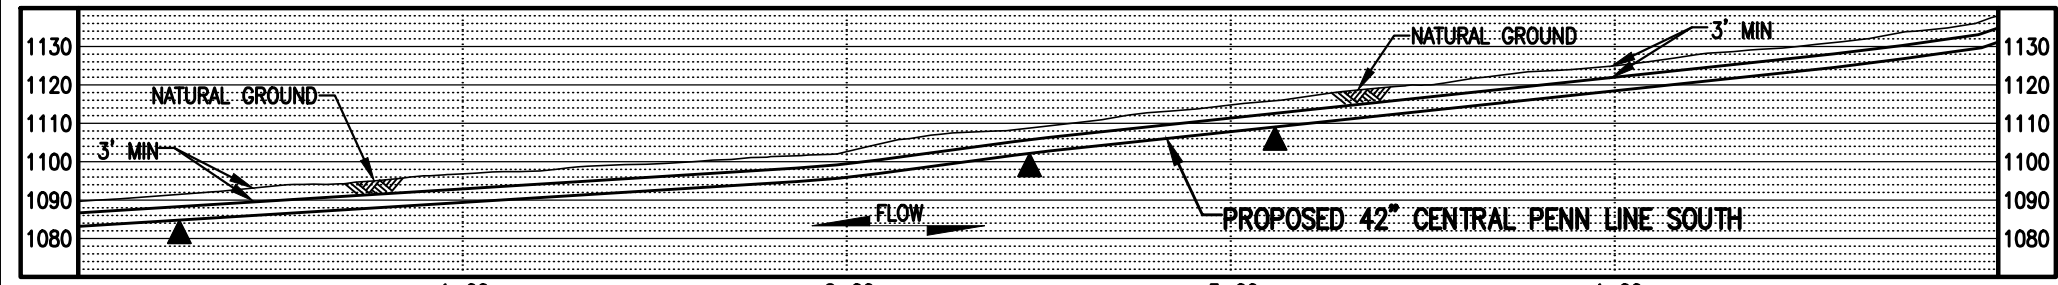 1130
1120
1110
1100
1090
1080
NATURAL GROUND
3' MIN
NATURAL GROUND
3' MIN
FLOW
PROPOSED 42" CENTRAL PENN LINE SOUTH
1130
1120
1110
1100
1090
1080